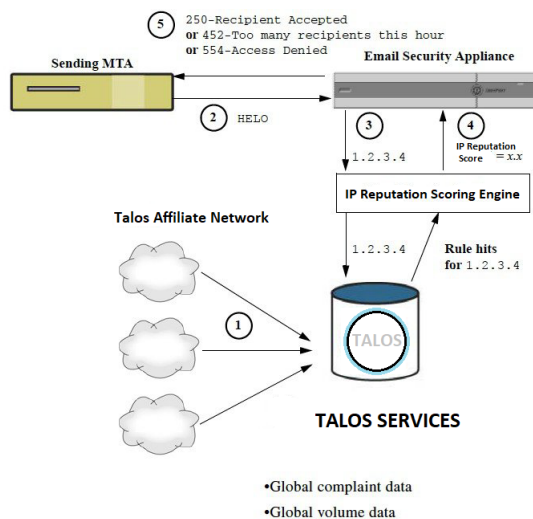 5
250-Recipient Accepted
or 452-Too many recipients this hour
or 554-Access Denied
Sending MTA
Email Security Appliance
2 HELO
3
4
IP Reputation
Score = x.x
1.2.3.4
IP Reputation Scoring Engine
Talos Affiliate Network
1.2.3.4
Rule hits
for 1.2.3.4
1
TALOS
TALOS SERVICES
•Global complaint data
•Global volume data